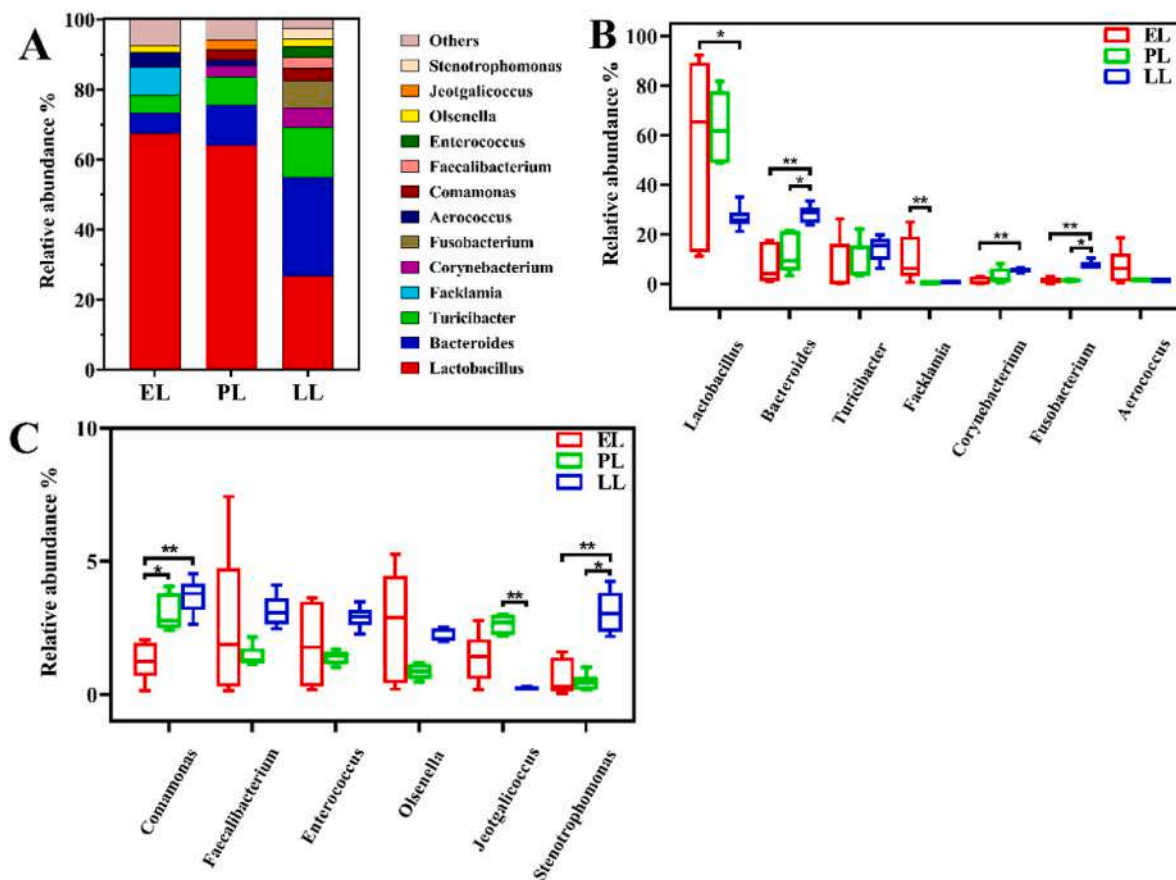 A
Relative abundance %
100
80
60
40
20
0
EL PL LL
Others
Stenotrophomonas
Jeotgalicoccus
Olsenella
Enterococcus
Faecalibacterium
Comamonas
Aerococcus
Fusobacterium
Corynebacterium
Facklamia
Turicibacter
Bacteroides
Lactobacillus
B
Relative abundance %
100
80
60
40
20
0
EL
PL
LL
*
**
*
**
**
**
*
Lactobacillus
Bacteroides
Turicibacter
Facklamia
Corynebacterium
Fusobacterium
Aerococcus
C
Relative abundance %
10
5
0
EL
PL
LL
**
*
**
**
*
Comamonas
Faecalibacterium
Enterococcus
Olsenella
Jeotgalicoccus
Stenotrophomonas